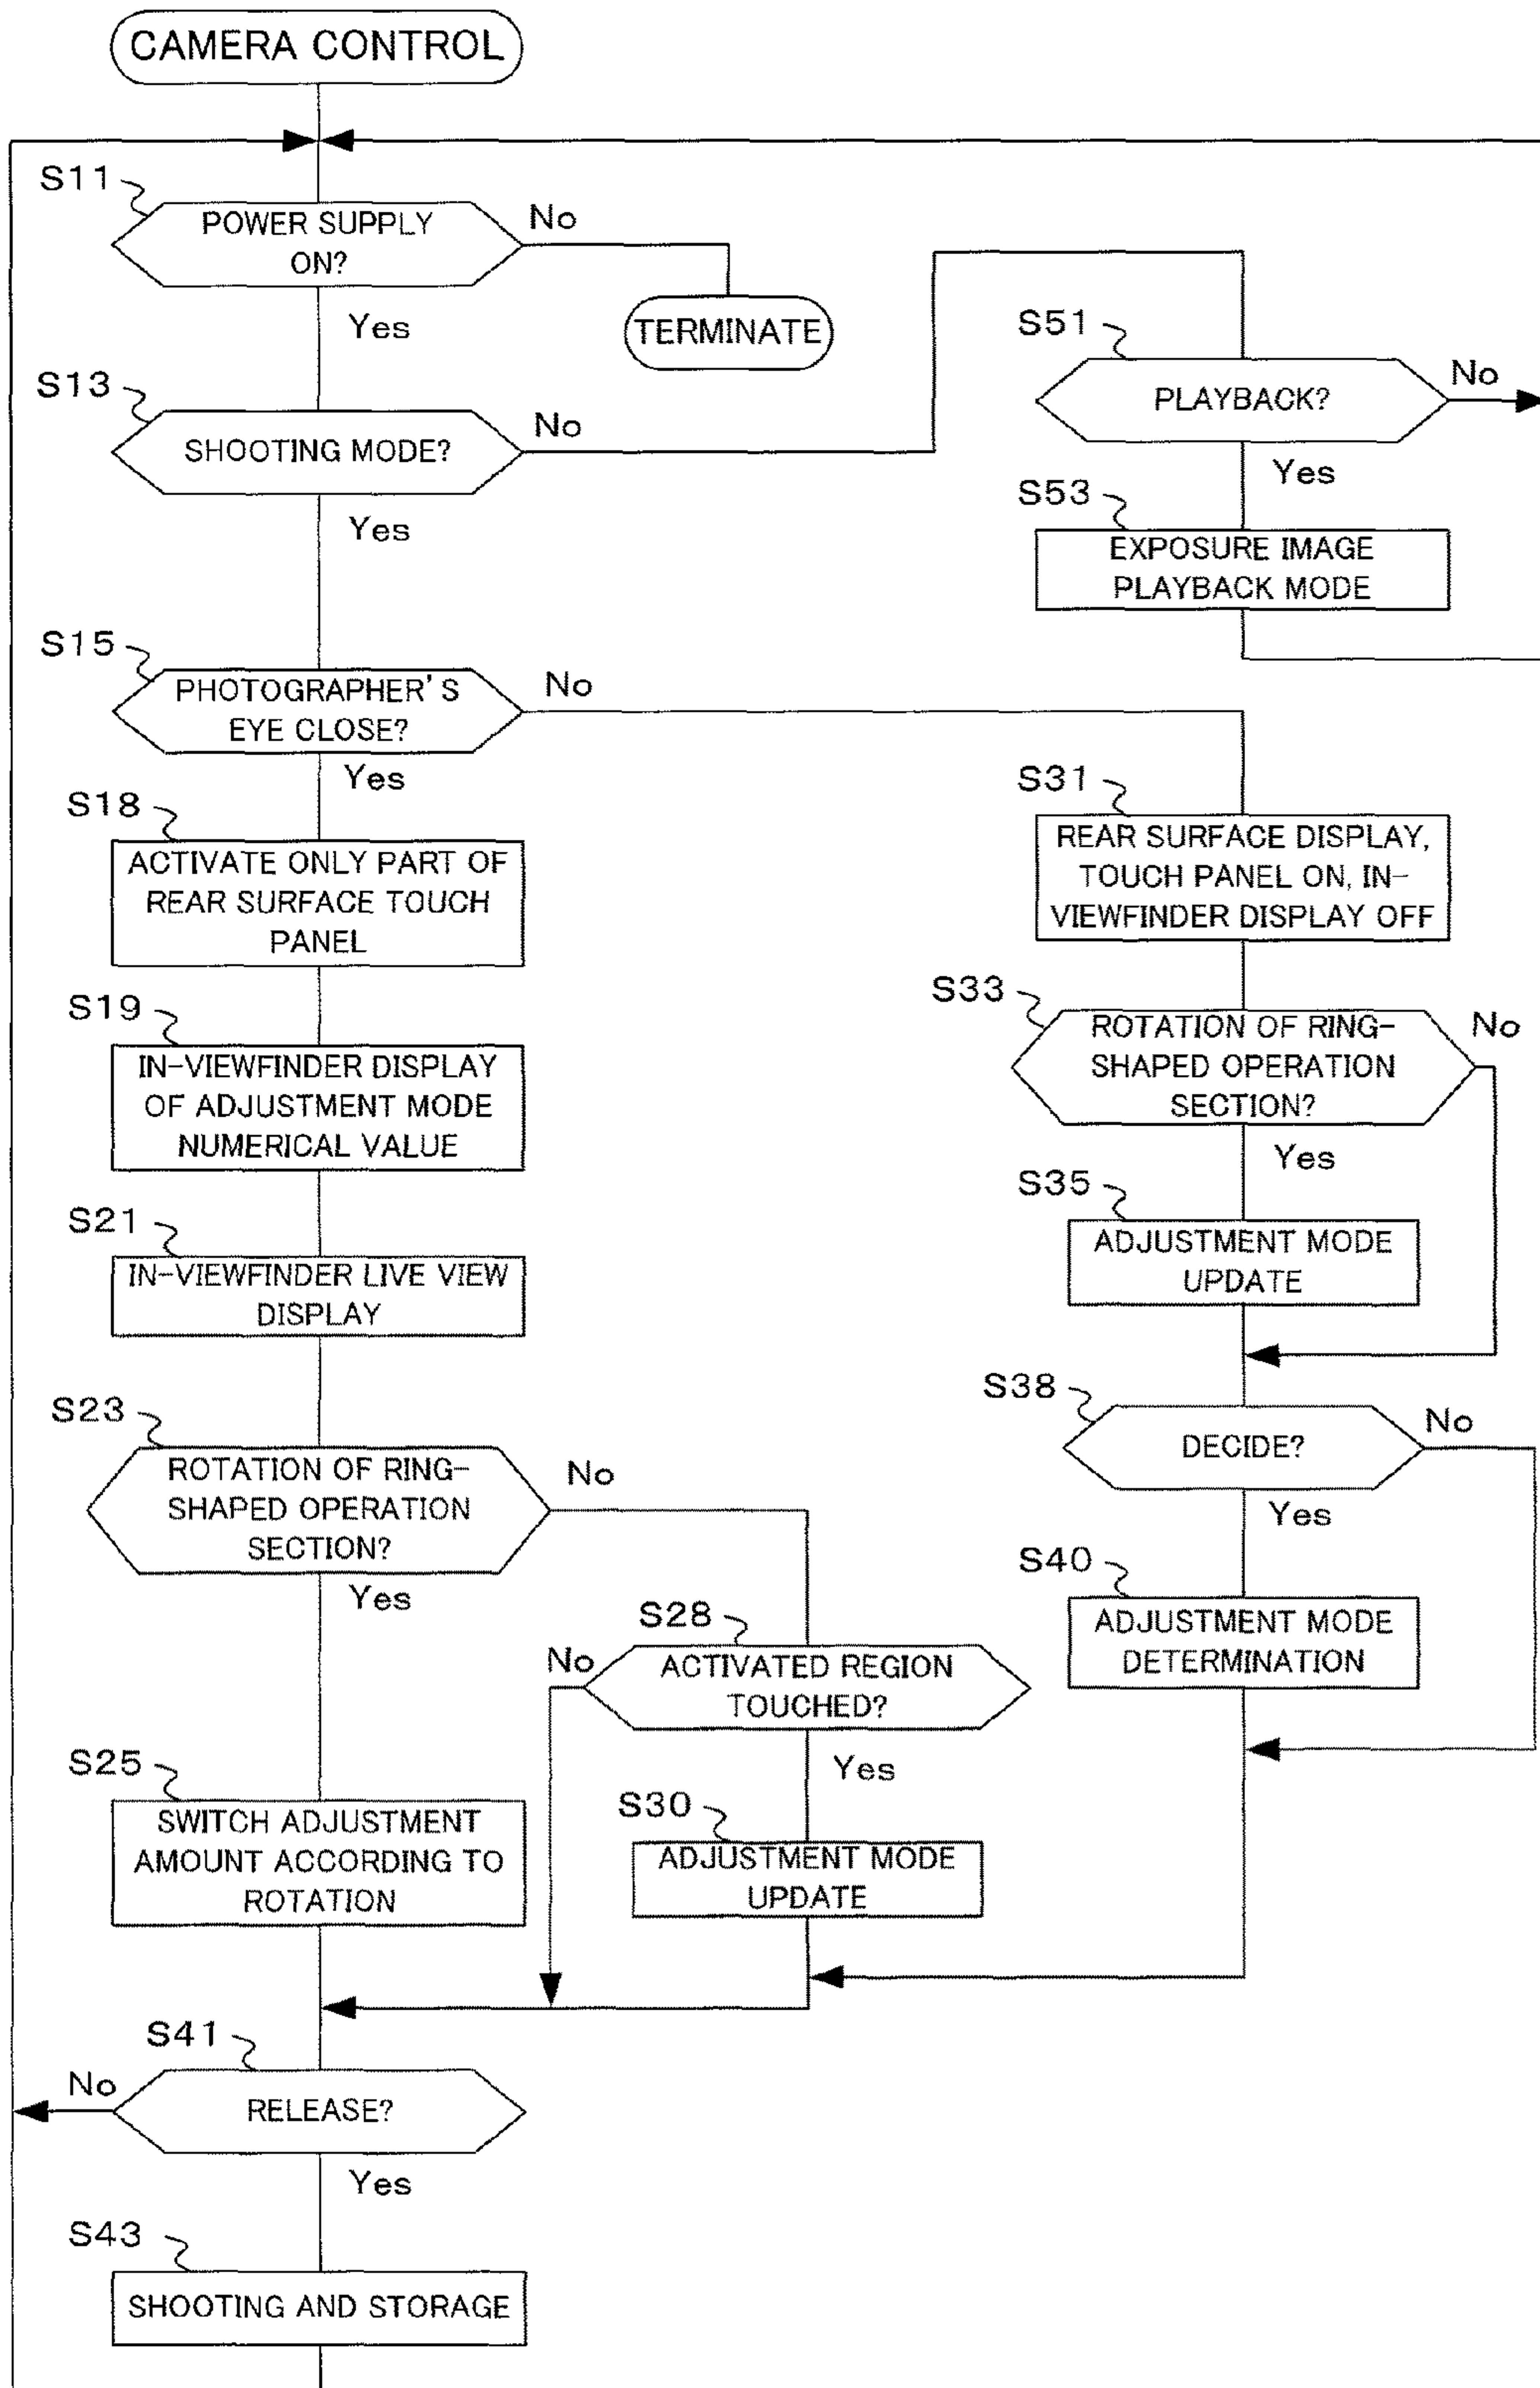 CAMERA CONTROL
S11
POWER SUPPLY
ON?
No
Yes
TERMINATE
S13
SHOOTING MODE?
No
Yes
S51
PLAYBACK?
No
Yes
S53
EXPOSURE IMAGE
PLAYBACK MODE
S15
PHOTOGRAPHER'S
EYE CLOSE?
No
Yes
S18
ACTIVATE ONLY PART OF
REAR SURFACE TOUCH
PANEL
S19
IN-VIEWFINDER DISPLAY
OF ADJUSTMENT MODE
NUMERICAL VALUE
S21
IN-VIEWFINDER LIVE VIEW
DISPLAY
S23
ROTATION OF RING-
SHAPED OPERATION
SECTION?
No
Yes
S25
SWITCH ADJUSTMENT
AMOUNT ACCORDING TO
ROTATION
S28
ACTIVATED REGION
TOUCHED?
No
Yes
S30
ADJUSTMENT MODE
UPDATE
S31
REAR SURFACE DISPLAY,
TOUCH PANEL ON, IN-
VIEWFINDER DISPLAY OFF
S33
ROTATION OF RING-
SHAPED OPERATION
SECTION?
No
Yes
S35
ADJUSTMENT MODE
UPDATE
S38
DECIDE?
No
Yes
S40
ADJUSTMENT MODE
DETERMINATION
S41
RELEASE?
No
Yes
S43
SHOOTING AND STORAGE